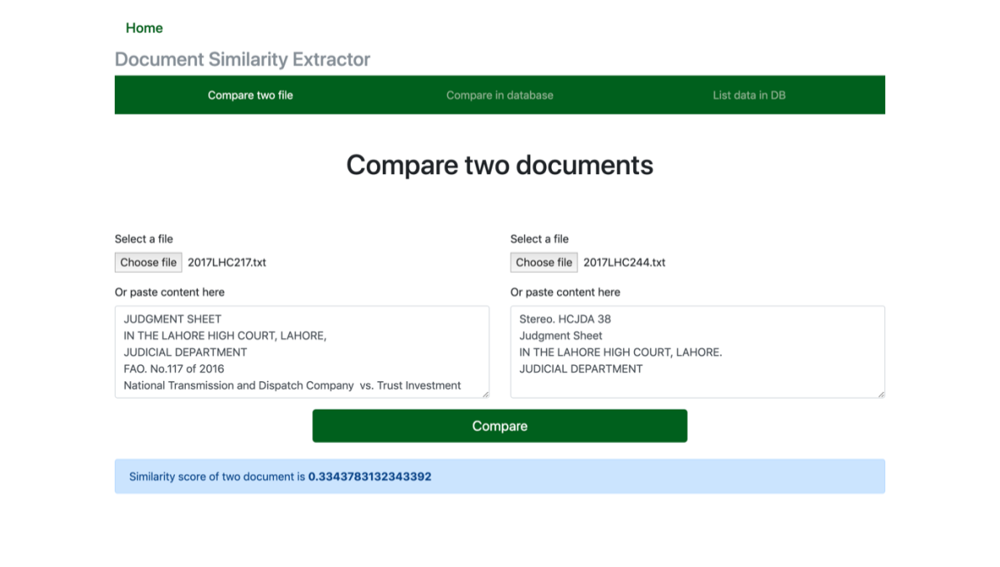 Home
Document Similarity Extractor
Compare two file
Compare in database
List data in DB
Compare two documents
Select a file
Choose file 2017LHC217.txt
Or paste content here
JUDGMENT SHEET
IN THE LAHORE HIGH COURT, LAHORE,
JUDICIAL DEPARTMENT
FAO. No.117 of 2016
National Transmission and Dispatch Company vs. Trust Investment
Select a file
Choose file 2017LHC244.txt
Or paste content here
Stereo. HCJDA 38
Judgment Sheet
IN THE LAHORE HIGH COURT, LAHORE.
JUDICIAL DEPARTMENT
Compare
Similarity score of two document is 0.3343783132343392